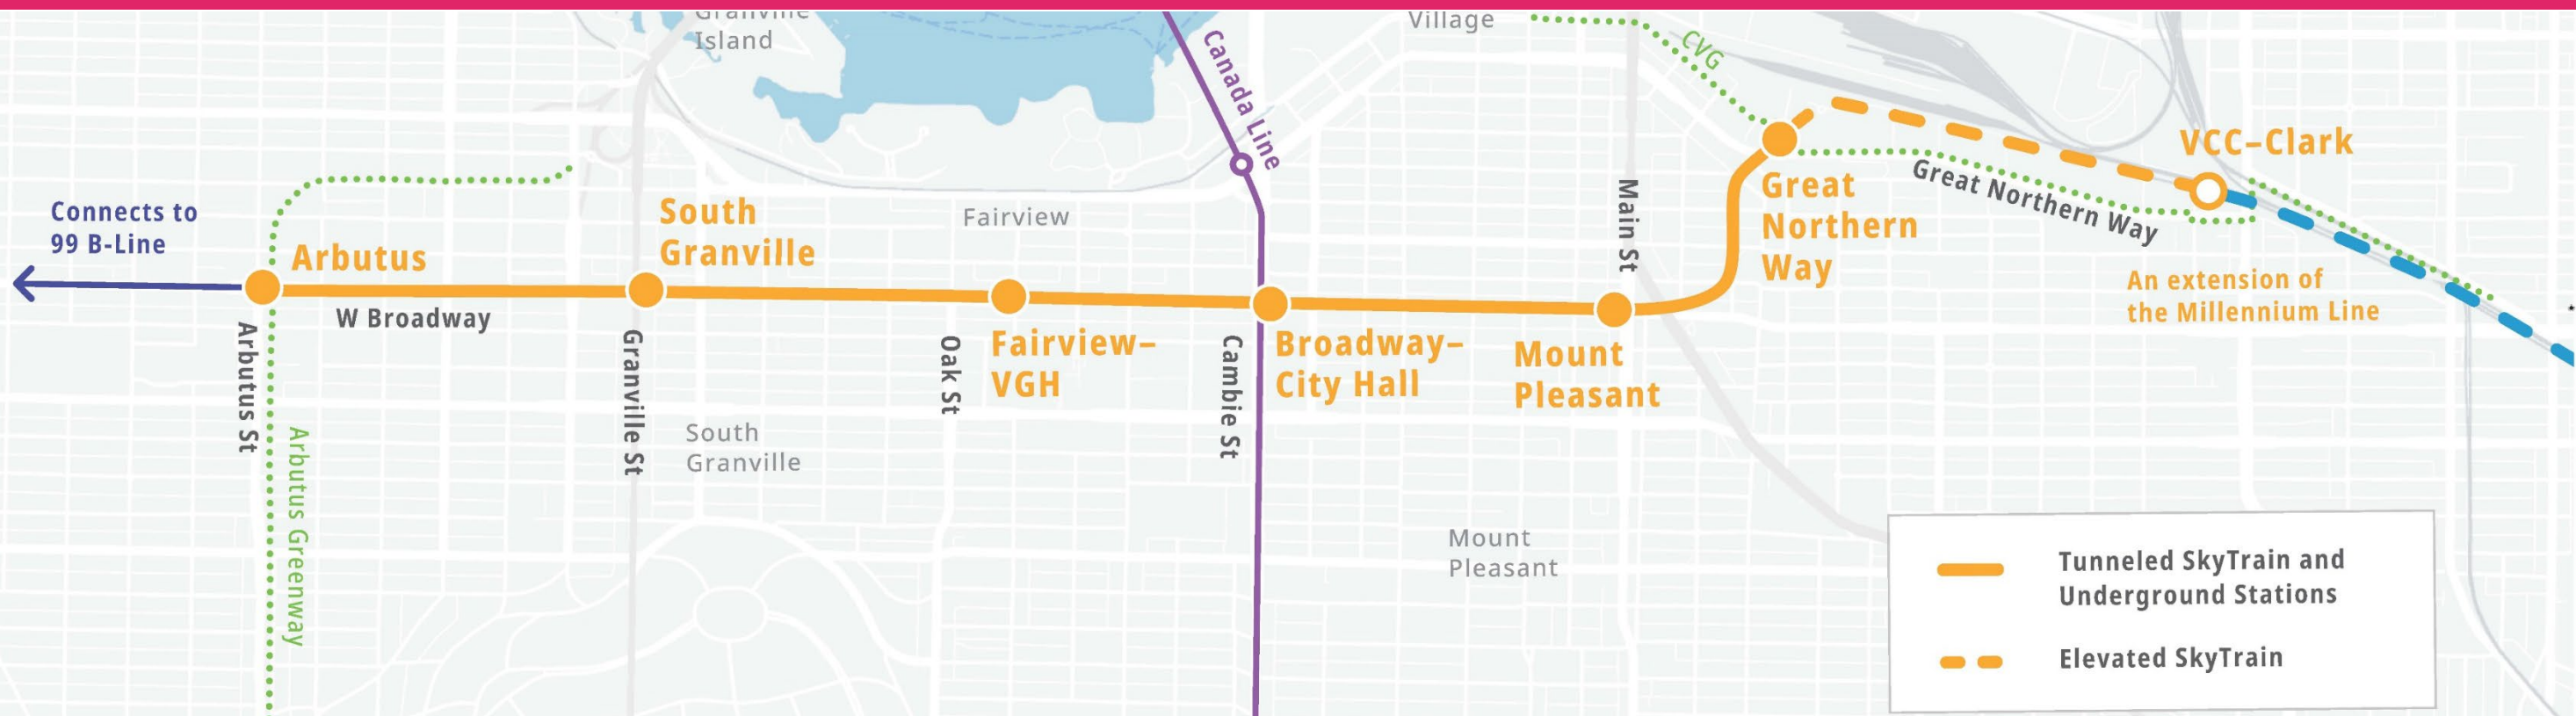 Granville
Island
Village
CVG
Canada Line
VCC–Clark
Connects to
99 B-Line
Arbutus
South
Granville
Fairview
Main St
Great
Northern
Way
Great Northern Way
An extension of
the Millennium Line
W Broadway
Arbutus St
Granville St
Oak St
Fairview–
VGH
Cambie St
Broadway–
City Hall
Mount
Pleasant
Arbutus Greenway
South
Granville
Mount
Pleasant
Tunneled SkyTrain and
Underground Stations
Elevated SkyTrain